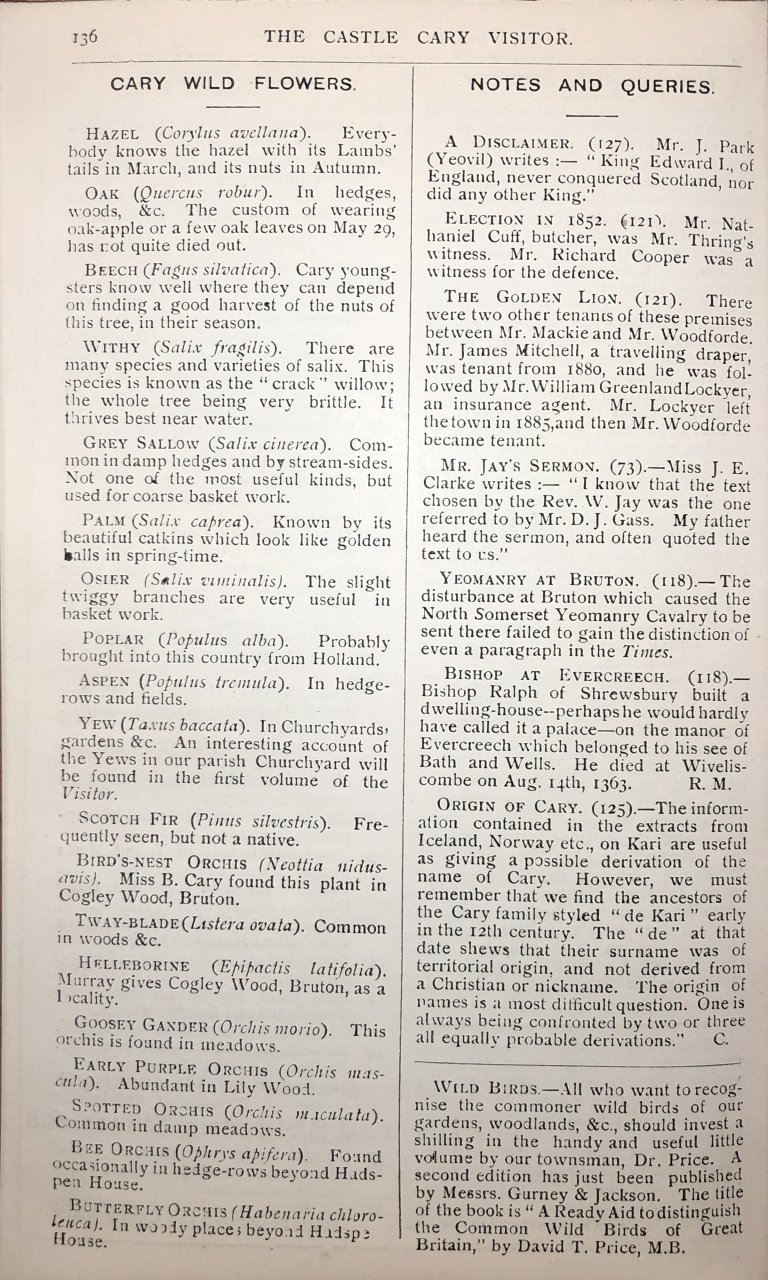 136
THE CASTLE CARY VISITOR.
CARY WILD FLOWERS.
HAZEL (Corylus avellana). Every-
body knows the hazel with its Lambs'
tails in March, and its nuts in Autumn.
OAK (Quercus robur). In hedges,
woods, &c. The custom of wearing
oak-apple or a few oak leaves on May 29,
has not quite died out.
BEECH (Fagus silvatica). Cary young-
sters know well where they can depend
on finding a good harvest of the nuts of
this tree, in their season.
WITHY (Salix fragilis). There are
many species and varieties of salix. This
species is known as the "crack" willow;
the whole tree being very brittle. It
thrives best near water.
GREY SALLOW (Salix cinerea). Com-
mon in damp hedges and by stream-sides.
Not one of the most useful kinds, but
used for coarse basket work.
PALM (Salix caprea). Known by its
beautiful catkins which look like golden
balls in spring-time.
OSIER (Salix viminalis). The slight
twiggy branches are very useful in
basket work.
POPLAR (Populus alba). Probably
brought into this country from Holland.
ASPEN (Populus tremula). In hedge-
rows and fields.
YEW (Taxus baccata). In Churchyards,
gardens &c. An interesting account of
the Yews in our parish Churchyard will
be found in the first volume of the
Visitor.
SCOTCH FIR (Pinus silvestris). Fre-
quently seen, but not a native.
BIRD'S-NEST ORCHIS (Neottia nidus-
avis). Miss B. Cary found this plant in
Cogley Wood, Bruton.
TWAY-BLADE (Listera ovata). Common
in woods &c.
HELLEBORINE (Epipactis latifolia).
Murray gives Cogley Wood, Bruton, as a
locality.
GOOSEY GANDER (Orchis morio). This
orchis is found in meadows.
EARLY PURPLE ORCHIS (Orchis mas-
cula). Abundant in Lily Wood.
SPOTTED ORCHIS (Orchis maculata).
Common in damp meadows.
BEE ORCHIS (Ophrys apifera). Found
occasionally in hedge-rows beyond Hads-
pen House.
BUTTERFLY ORCHIS (Habenaria chloro-
leuca). In woody places beyond Hadspe
House.
NOTES AND QUERIES.
A DISCLAIMER. (127). Mr. J. Park
(Yeovil) writes :— "King Edward I., of
England, never conquered Scotland, nor
did any other King."
ELECTION IN 1852. (121). Mr. Nat-
haniel Cuff, butcher, was Mr. Thring's
witness. Mr. Richard Cooper was a
witness for the defence.
THE GOLDEN LION. (121). There
were two other tenants of these premises
between Mr. Mackie and Mr. Woodforde.
Mr. James Mitchell, a travelling draper,
was tenant from 1880, and he was fol-
lowed by Mr. William Greenland Lockyer,
an insurance agent. Mr. Lockyer left
the town in 1885, and then Mr. Woodforde
became tenant.
MR. JAY'S SERMON. (73).—Miss J. E.
Clarke writes :— "I know that the text
chosen by the Rev. W. Jay was the one
referred to by Mr. D. J. Gass. My father
heard the sermon, and often quoted the
text to us."
YEOMANRY AT BRUTON. (118).—The
disturbance at Bruton which caused the
North Somerset Yeomanry Cavalry to be
sent there failed to gain the distinction of
even a paragraph in the Times.
BISHOP AT EVERCREECH. (118).—
Bishop Ralph of Shrewsbury built a
dwelling-house--perhaps he would hardly
have called it a palace—on the manor of
Evercreech which belonged to his see of
Bath and Wells. He died at Wivelis-
combe on Aug. 14th, 1363. R. M.
ORIGIN OF CARY. (125).—The inform-
ation contained in the extracts from
Iceland, Norway etc., on Kari are useful
as giving a possible derivation of the
name of Cary. However, we must
remember that we find the ancestors of
the Cary family styled "de Kari" early
in the 12th century. The "de" at that
date shews that their surname was of
territorial origin, and not derived from
a Christian or nickname. The origin of
names is a most difficult question. One is
always being confronted by two or three
all equally probable derivations." C.
WILD BIRDS.—All who want to recog-
nise the commoner wild birds of our
gardens, woodlands, &c., should invest a
shilling in the handy and useful little
volume by our townsman, Dr. Price. A
second edition has just been published
by Messrs. Gurney & Jackson. The title
of the book is "A Ready Aid to distinguish
the Common Wild Birds of Great
Britain," by David T. Price, M.B.